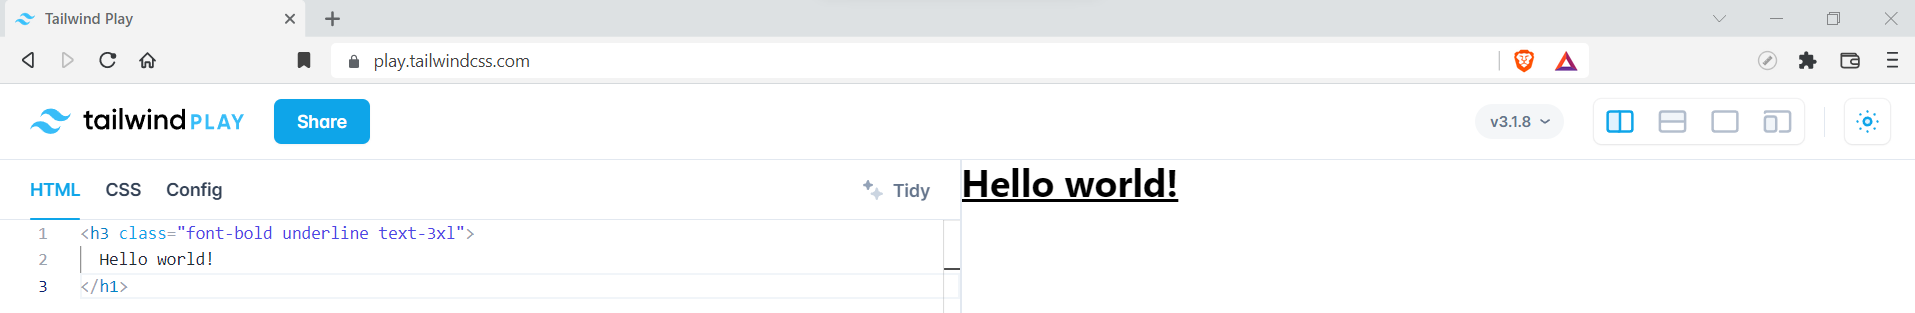 Tailwind Play
play.tailwindcss.com
tailwind PLAY Share v3.1.8
HTML CSS Config Tidy
1 <h3 class="font-bold underline text-3xl">
2 Hello world!
3 </h1>
Hello world!